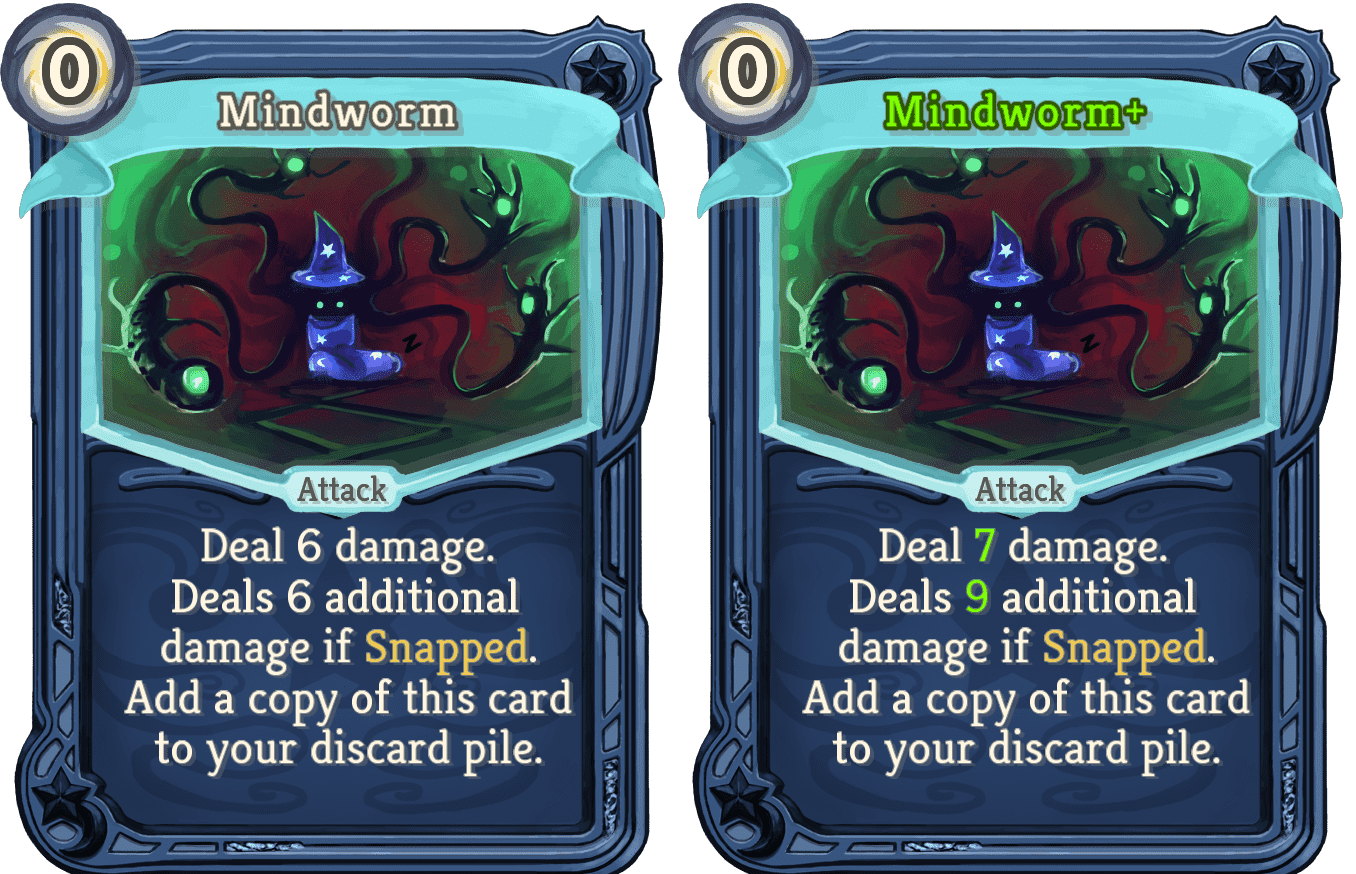 0
Mindworm
z
Attack
Deal 6 damage.
Deals 6 additional
damage if Snapped.
Add a copy of this card
to your discard pile.
0
Mindworm+
z
Attack
Deal 7 damage.
Deals 9 additional
damage if Snapped.
Add a copy of this card
to your discard pile.